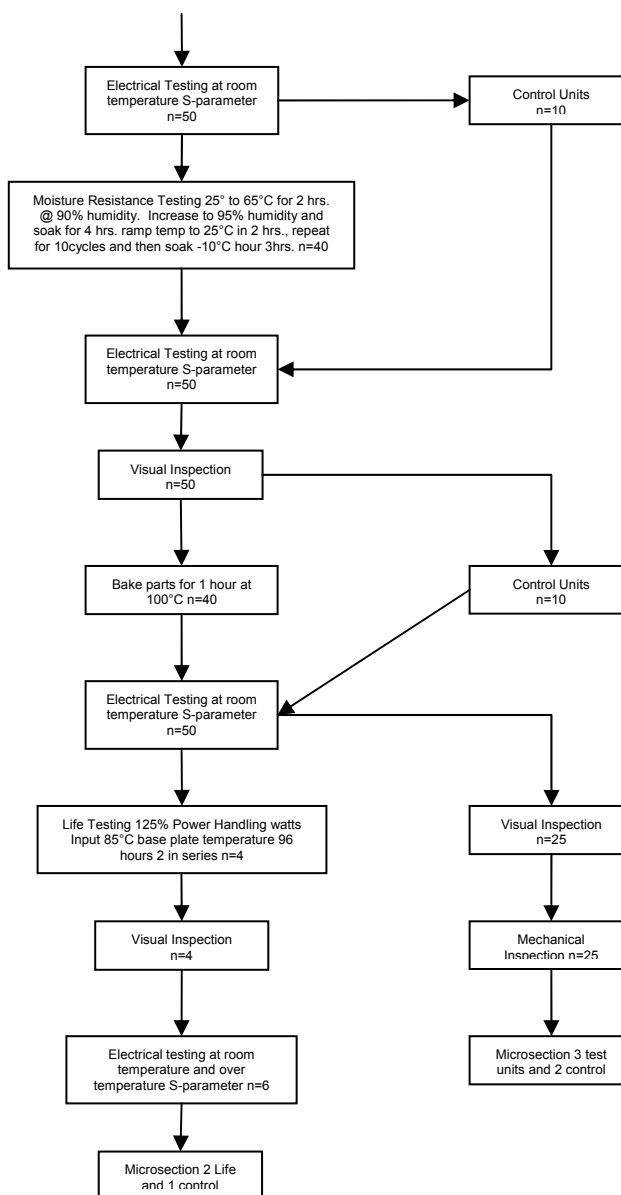 Electrical Testing at room
temperature S-parameter
n=50
Control Units
n=10
Moisture Resistance Testing 25° to 65°C for 2 hrs.
@ 90% humidity. Increase to 95% humidity and
soak for 4 hrs. ramp temp to 25°C in 2 hrs., repeat
for 10cycles and then soak -10°C hour 3hrs. n=40
Electrical Testing at room
temperature S-parameter
n=50
Visual Inspection
n=50
Bake parts for 1 hour at
100°C n=40
Control Units
n=10
Electrical Testing at room
temperature S-parameter
n=50
Life Testing 125% Power Handling watts
Input 85°C base plate temperature 96
hours 2 in series n=4
Visual Inspection
n=25
Visual Inspection
n=4
Mechanical
Inspection n=25
Electrical testing at room
temperature and over
temperature S-parameter n=6
Microsection 3 test
units and 2 control
Microsection 2 Life
and 1 control